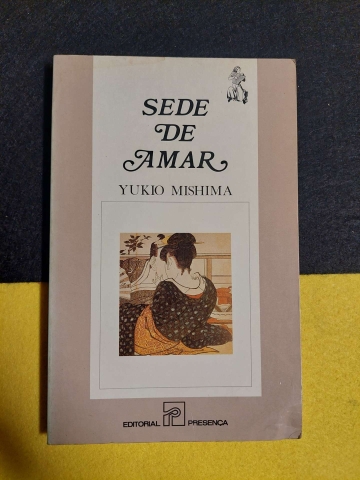 SEDE
DE
AMAR
YUKIO MISHIMA
EDITORIAL PRESENÇA